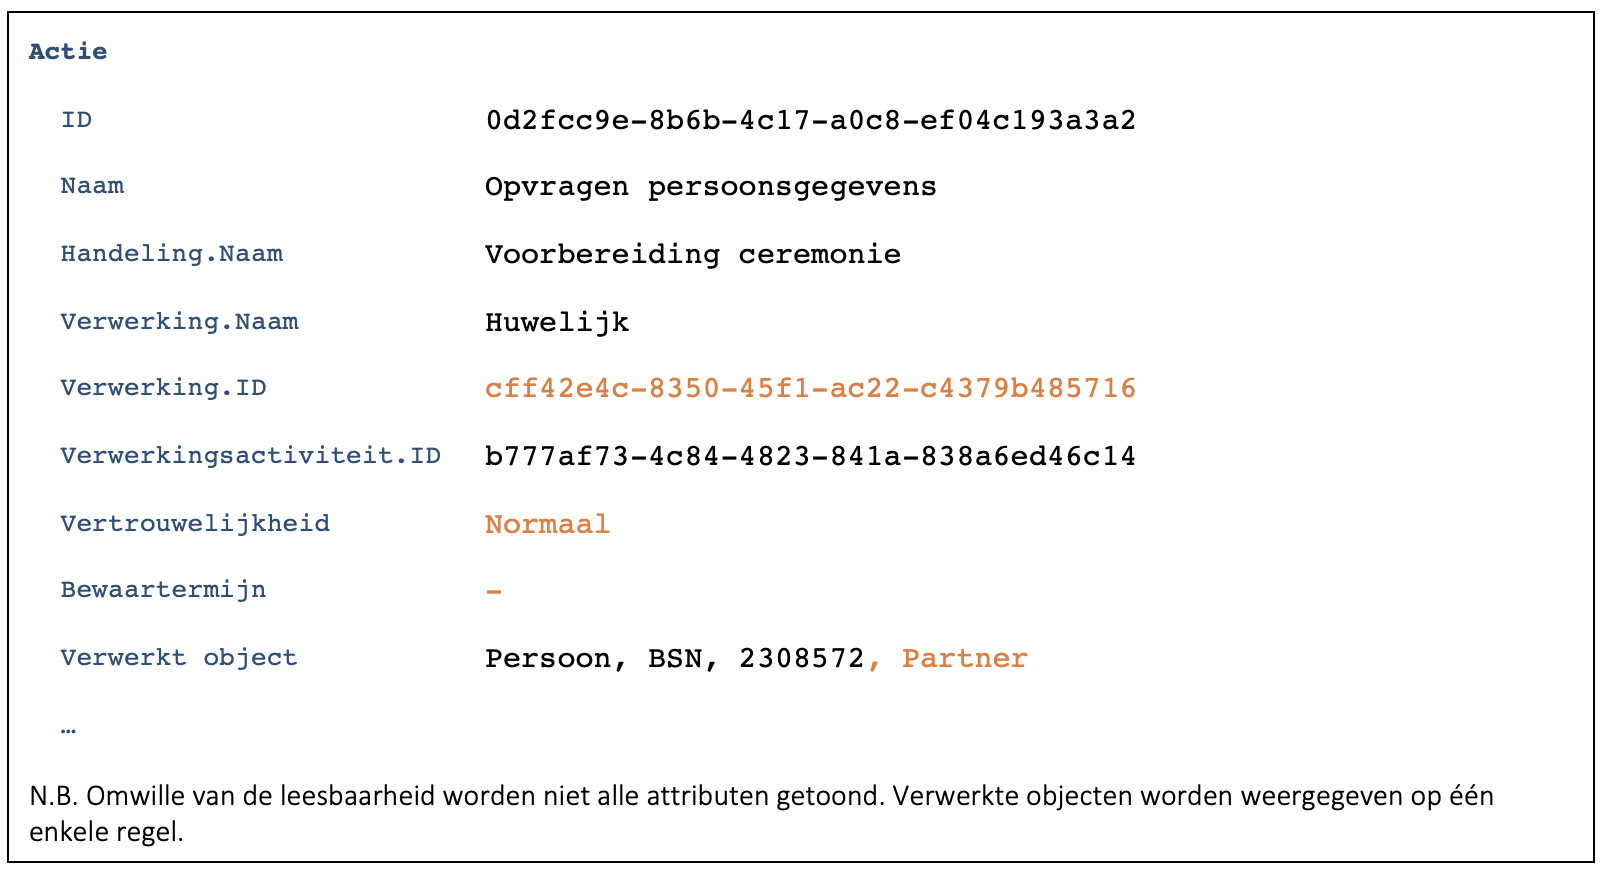 Actie
ID 0d2fcc9e-8b6b-4c17-a0c8-ef04c193a3a2
Naam Opvragen persoonsgegevens
Handeling.Naam Voorbereiding ceremonie
Verwerking.Naam Huwelijk
Verwerking.ID cff42e4c-8350-45f1-ac22-c4379b485716
Verwerkingsactiviteit.ID b777af73-4c84-4823-841a-838a6ed46c14
Vertrouwelijkheid Normaal
Bewaartermijn -
Verwerkt object Persoon, BSN, 2308572, Partner
…
N.B. Omwille van de leesbaarheid worden niet alle attributen getoond. Verwerkte objecten worden weergegeven op één
enkele regel.